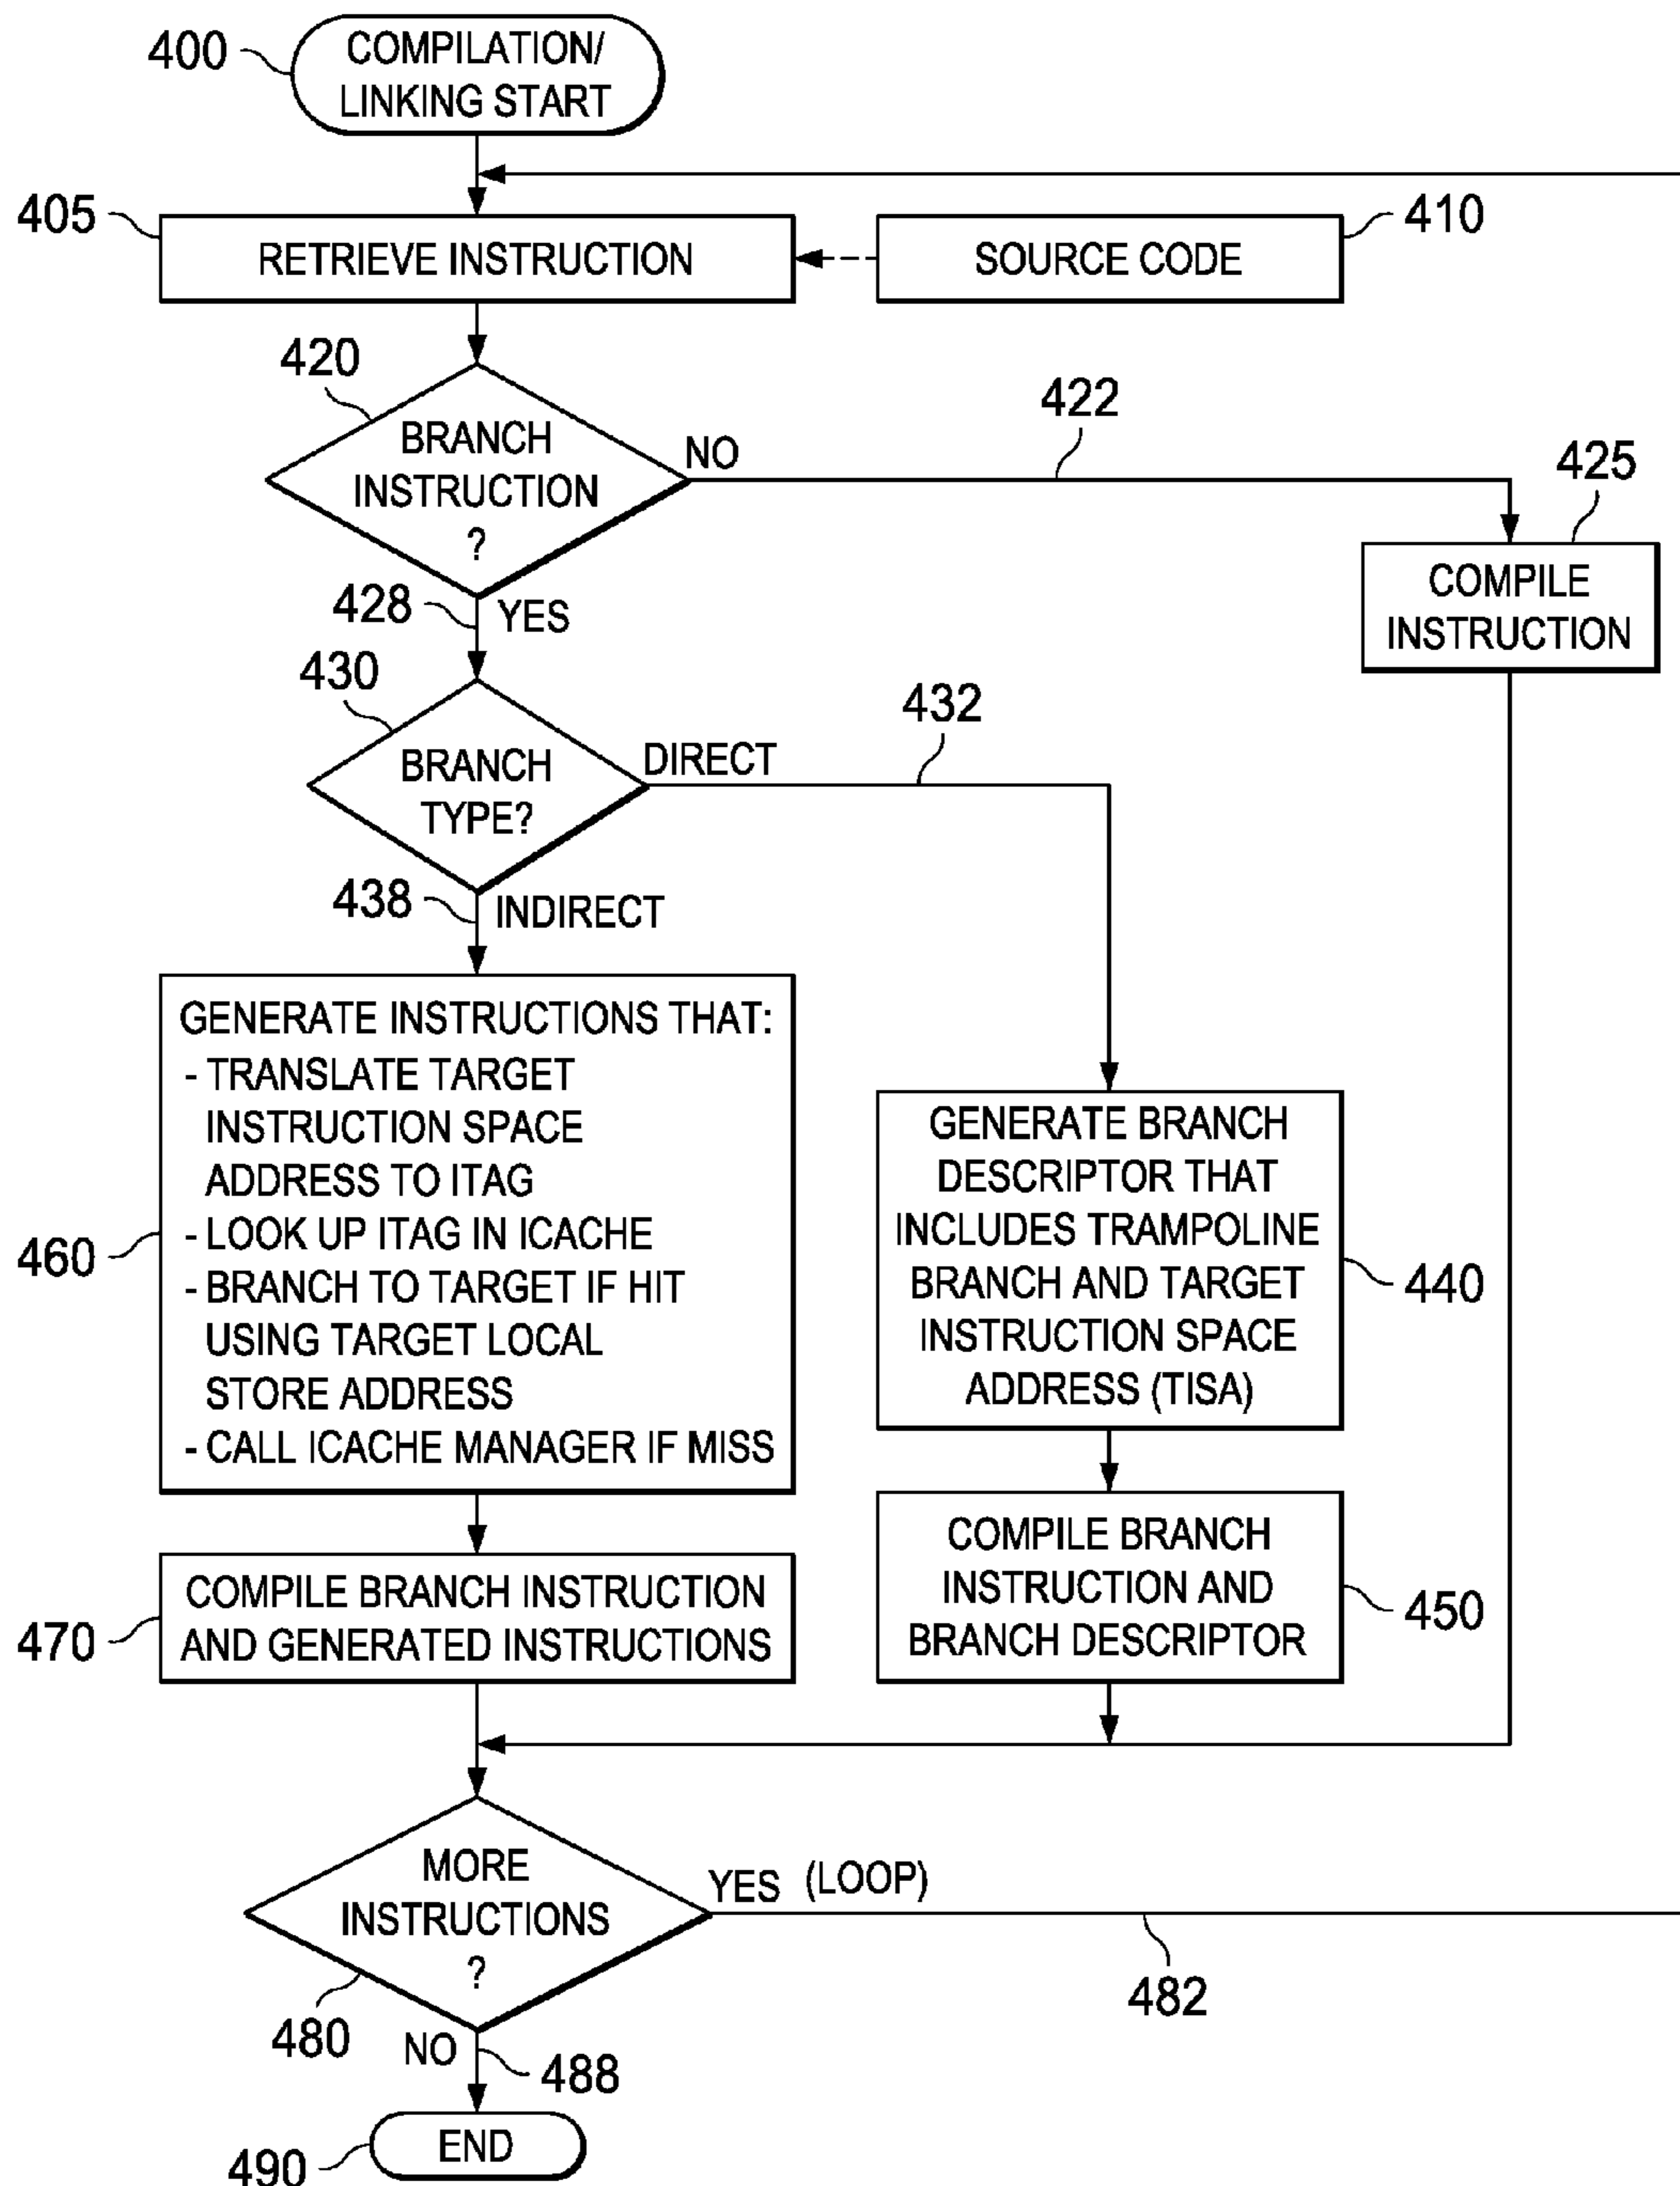 400
COMPILATION/
LINKING START
405
RETRIEVE INSTRUCTION
SOURCE CODE
410
420
BRANCH
INSTRUCTION
?
NO
422
425
COMPILE
INSTRUCTION
428
YES
430
BRANCH
TYPE?
DIRECT
432
438
INDIRECT
460
GENERATE INSTRUCTIONS THAT:
- TRANSLATE TARGET
INSTRUCTION SPACE
ADDRESS TO ITAG
- LOOK UP ITAG IN ICACHE
- BRANCH TO TARGET IF HIT
USING TARGET LOCAL
STORE ADDRESS
- CALL ICACHE MANAGER IF MISS
GENERATE BRANCH
DESCRIPTOR THAT
INCLUDES TRAMPOLINE
BRANCH AND TARGET
INSTRUCTION SPACE
ADDRESS (TISA)
440
470
COMPILE BRANCH INSTRUCTION
AND GENERATED INSTRUCTIONS
COMPILE BRANCH
INSTRUCTION AND
BRANCH DESCRIPTOR
450
MORE
INSTRUCTIONS
?
480
YES (LOOP)
482
NO
488
END
490